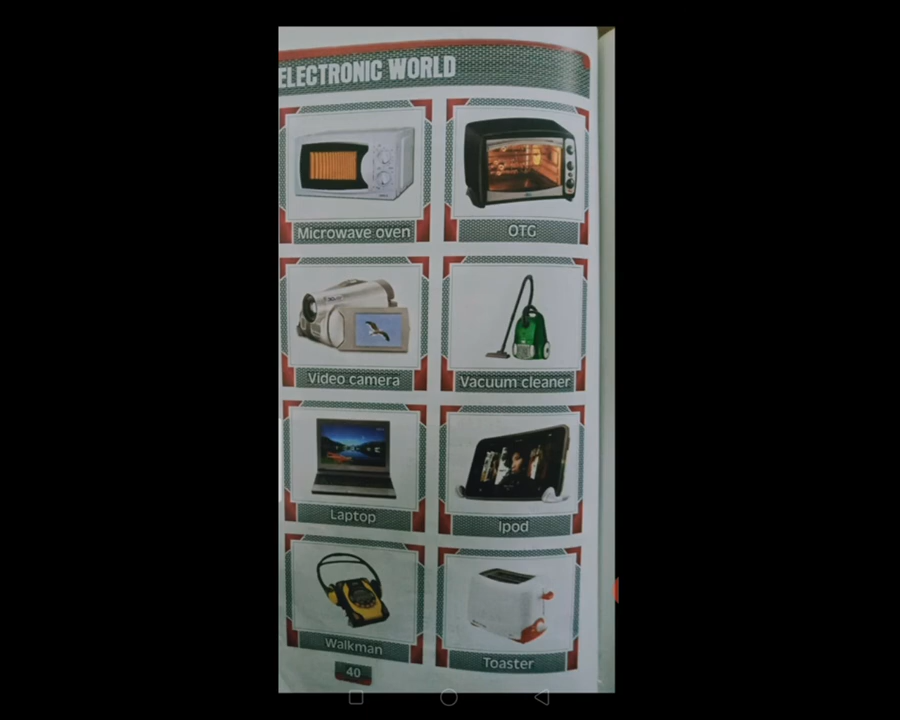 ELECTRONIC WORLD
Microwave oven
OTG
Video camera
Vacuum cleaner
Laptop
Ipod
Walkman
Toaster
40